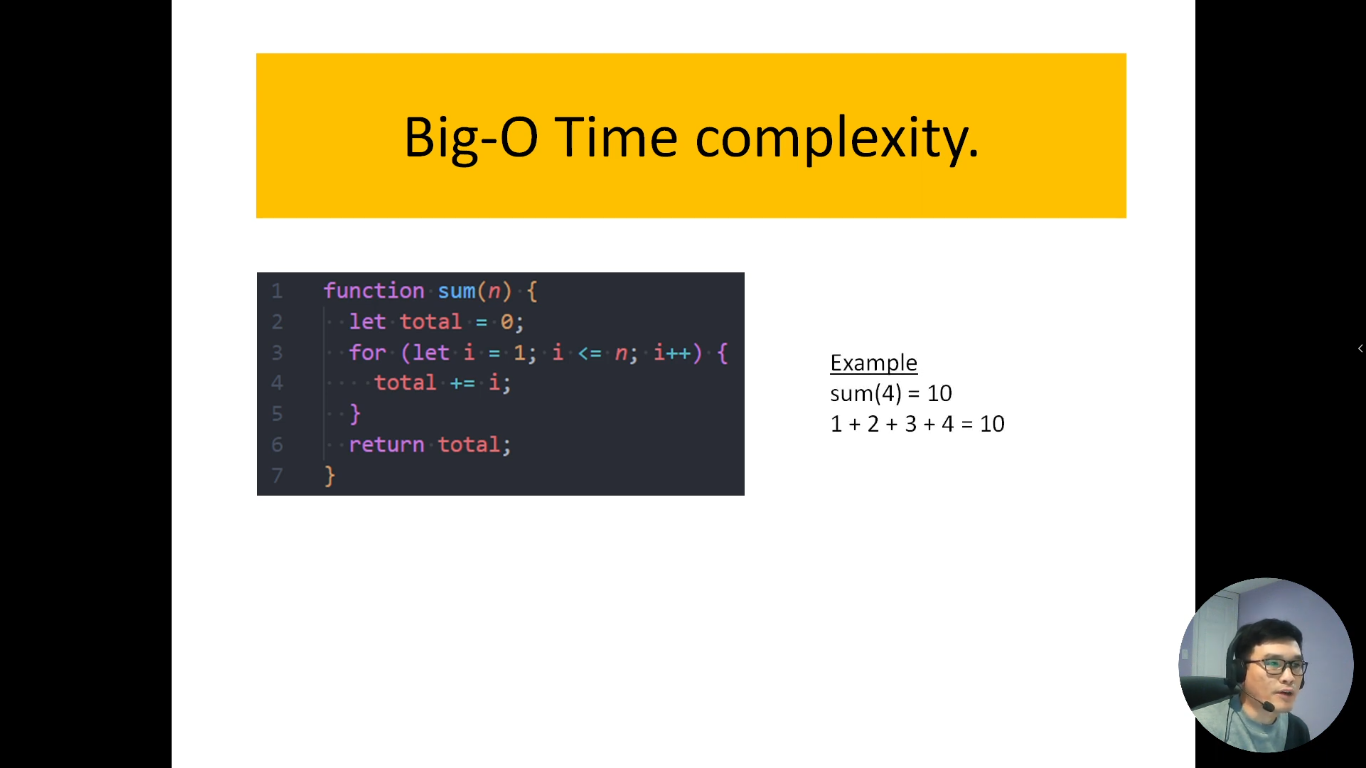 Big-O Time complexity.
1 function sum(n) {
2 let total = 0;
3 for (let i = 1; i <= n; i++) {
4 total += i;
5 }
6 return total;
7 }
Example
sum(4) = 10
1 + 2 + 3 + 4 = 10